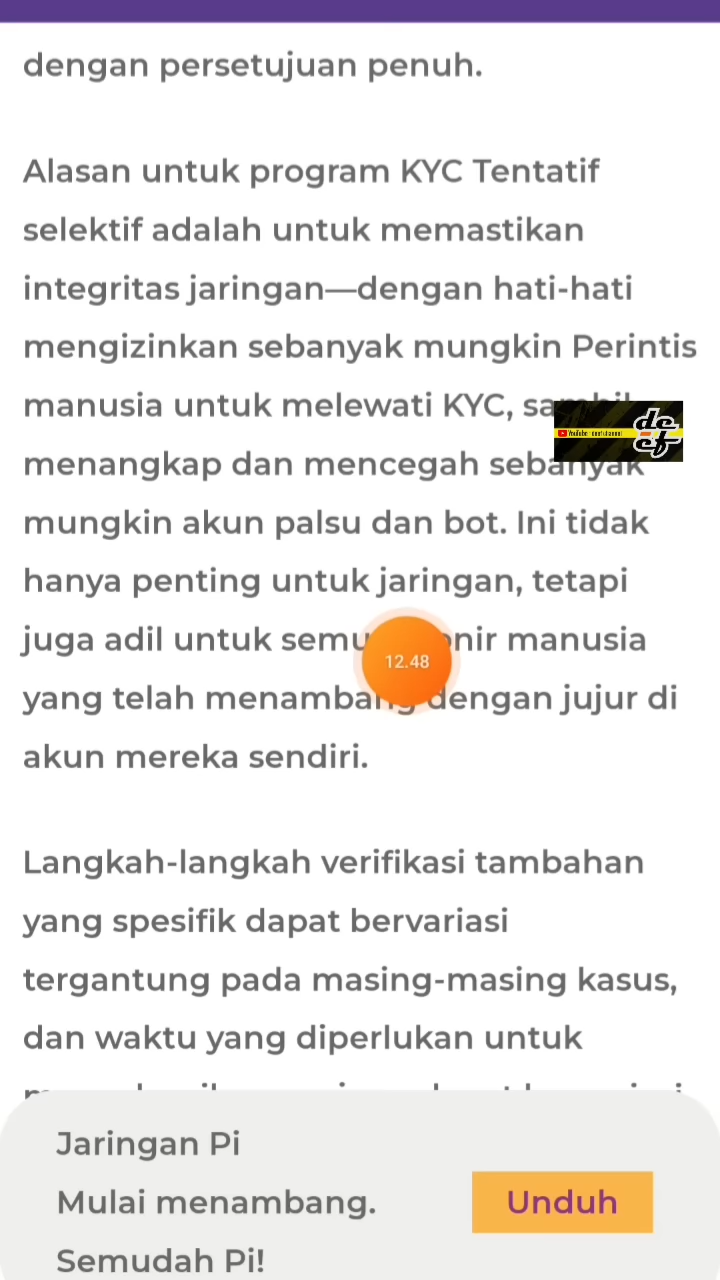 dengan persetujuan penuh.
Alasan untuk program KYC Tentatif
selektif adalah untuk memastikan
integritas jaringan—dengan hati-hati
mengizinkan sebanyak mungkin Perintis
manusia untuk melewati KYC,
menangkap dan mencegah sebanyak
mungkin akun palsu dan bot. Ini tidak
hanya penting untuk jaringan, tetapi
juga adil untuk manusia
12.48
yang telah menambang dengan jujur di
akun mereka sendiri.
Langkah-langkah verifikasi tambahan
yang spesifik dapat bervariasi
tergantung pada masing-masing kasus,
dan waktu yang diperlukan untuk
Jaringan Pi
Mulai menambang.
Semudah Pi!
Unduh
YouTube
de
ef